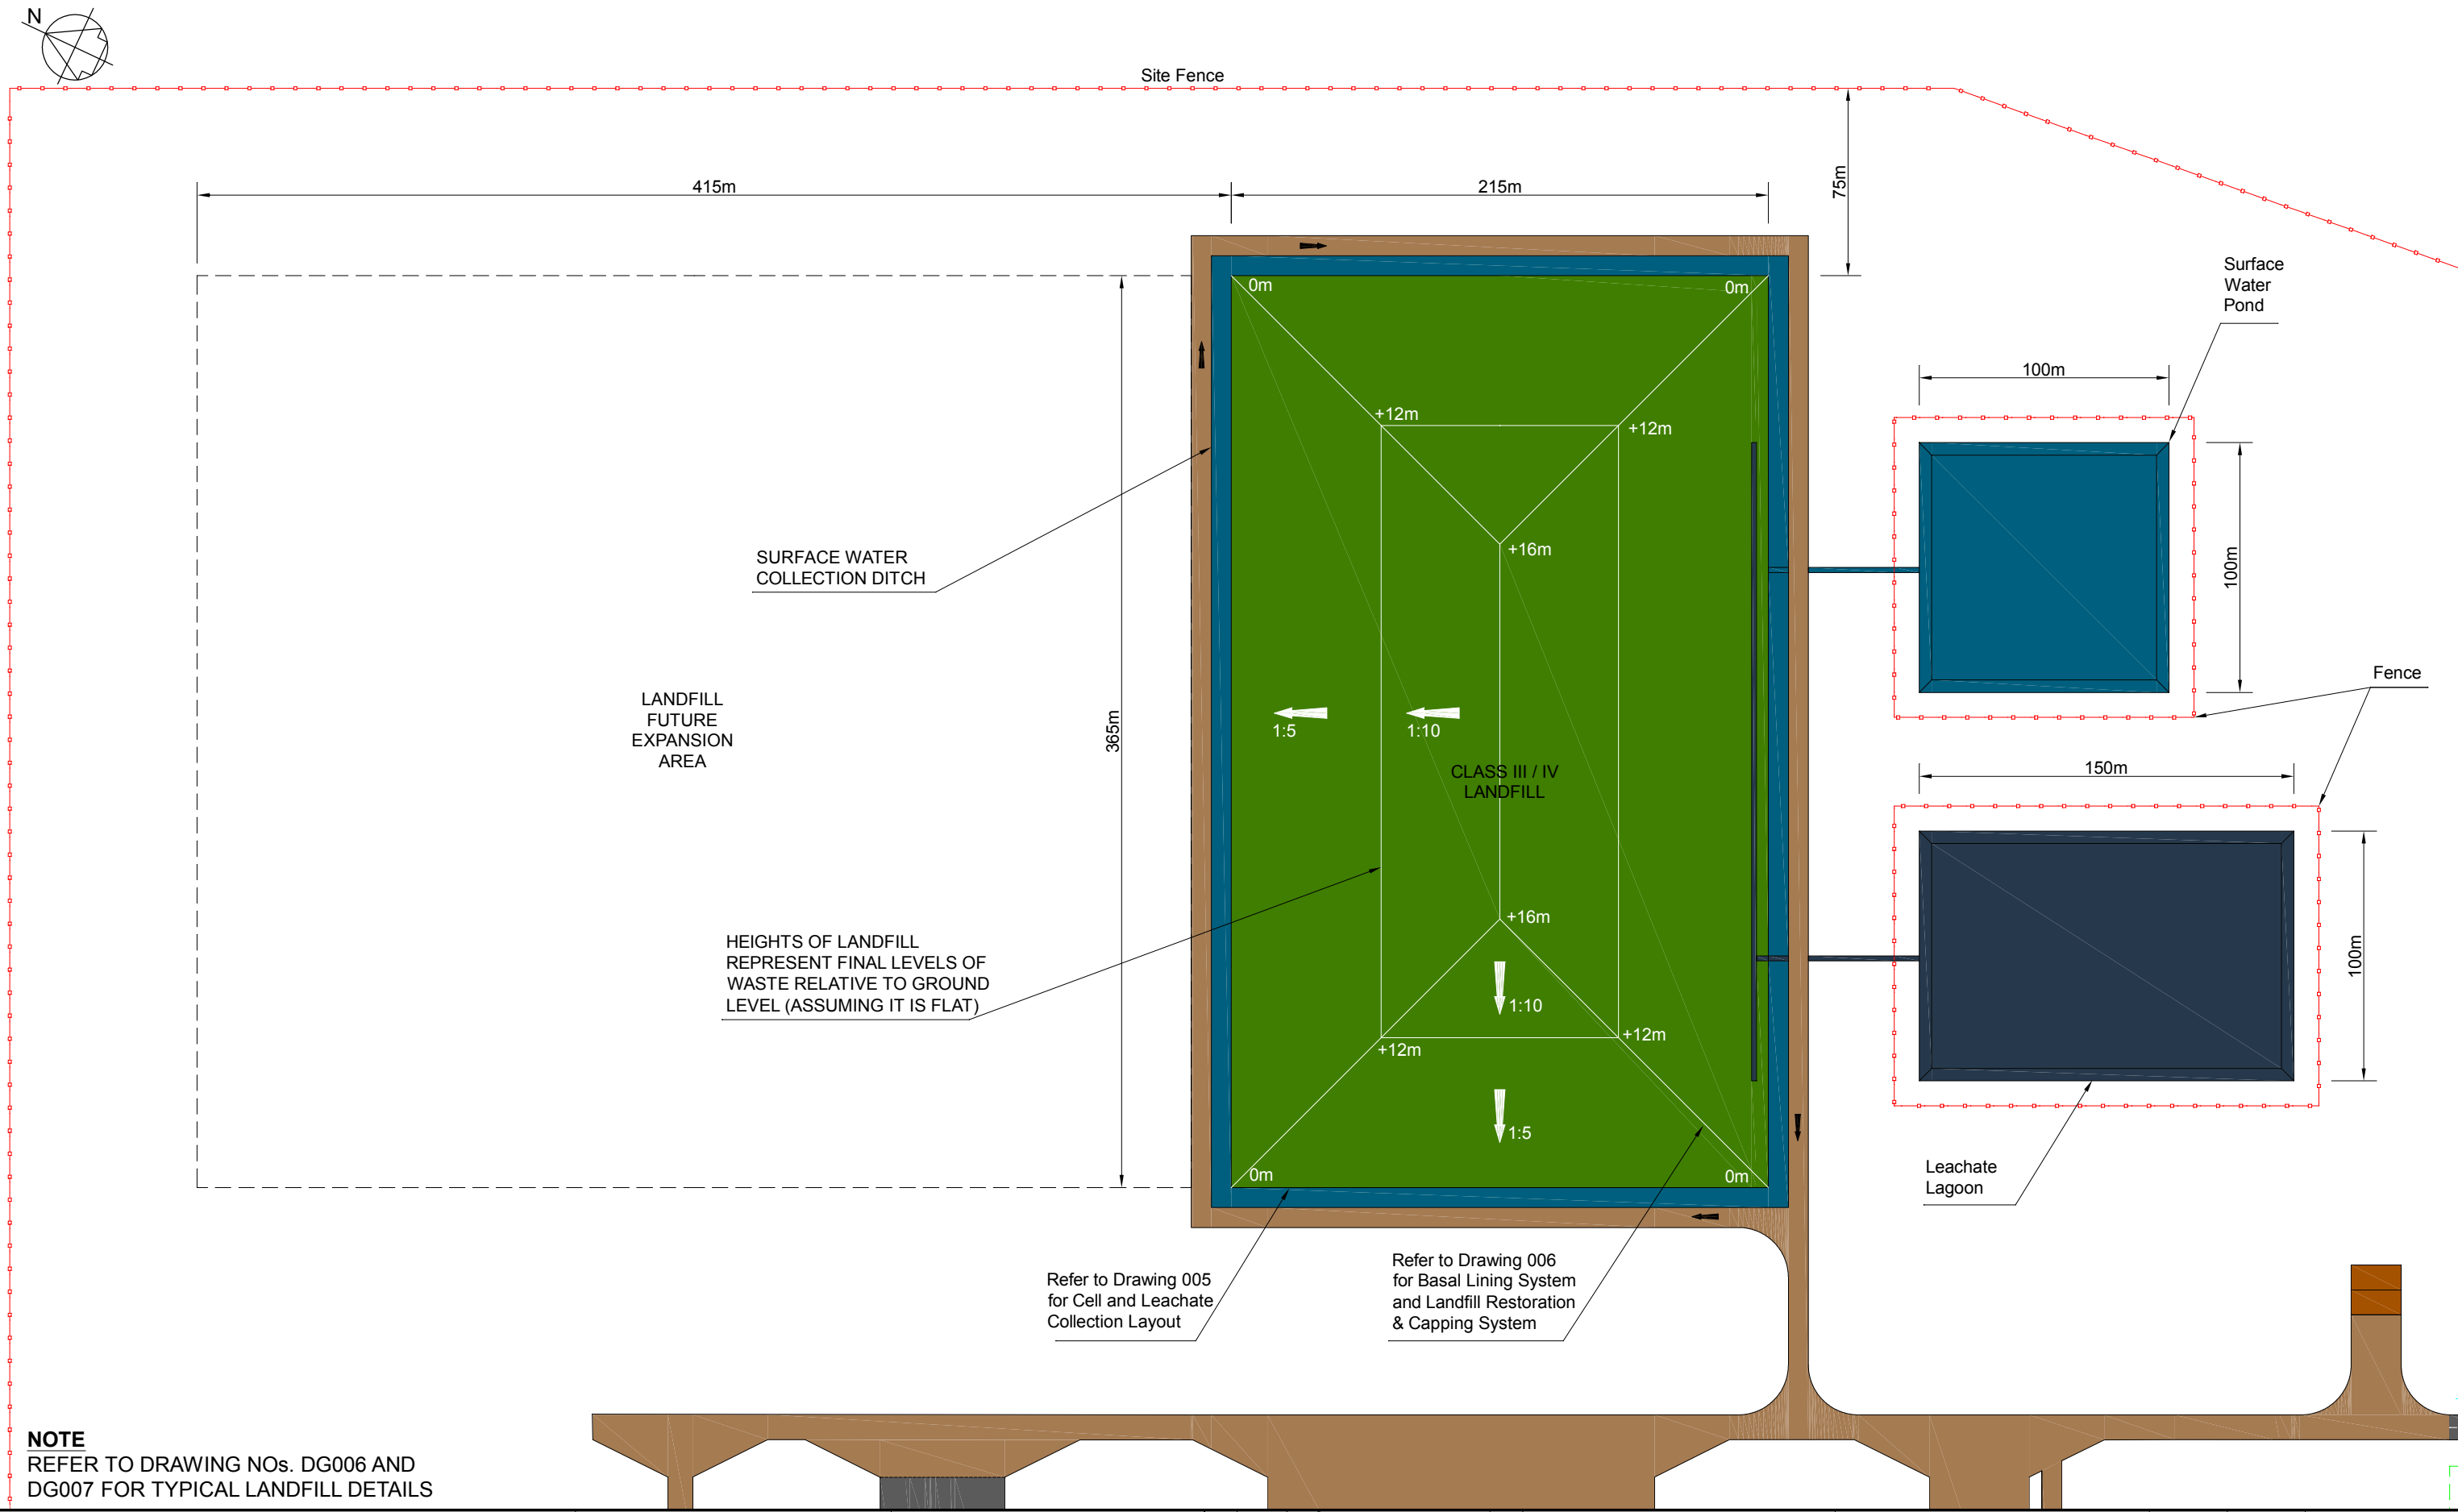 N
Site Fence
415m
215m
75m
0m
0m
Surface
Water
Pond
100m
+12m
+12m
+16m
SURFACE WATER
COLLECTION DITCH
100m
Fence
LANDFILL
FUTURE
EXPANSION
AREA
365m
1:5
1:10
CLASS III / IV
LANDFILL
150m
+16m
HEIGHTS OF LANDFILL
REPRESENT FINAL LEVELS OF
WASTE RELATIVE TO GROUND
LEVEL (ASSUMING IT IS FLAT)
100m
1:10
+12m
+12m
1:5
0m
0m
Leachate
Lagoon
Refer to Drawing 005
for Cell and Leachate
Collection Layout
Refer to Drawing 006
for Basal Lining System
and Landfill Restoration
& Capping System
NOTE
REFER TO DRAWING NOs. DG006 AND
DG007 FOR TYPICAL LANDFILL DETAILS